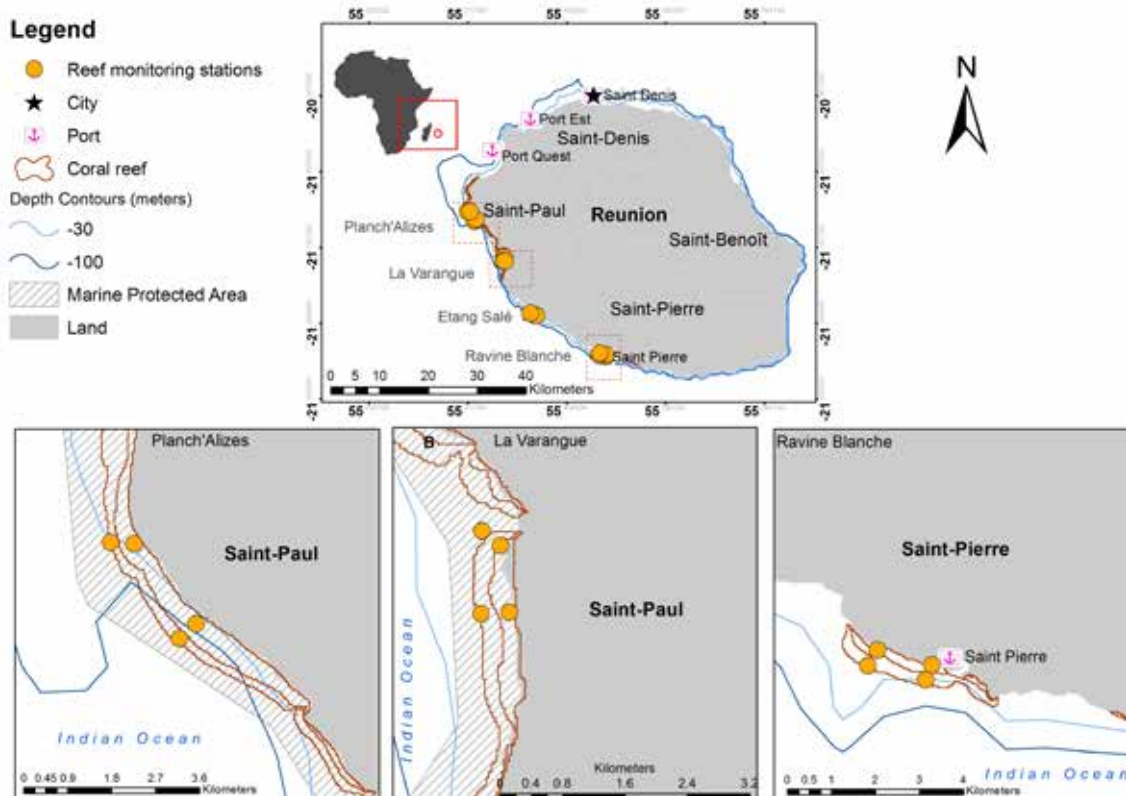 Legend
Reef monitoring stations
City
Port
Coral reef
Depth Contours (meters)
-30
-100
Marine Protected Area
Land
55 55 55 55 55
-20
-21
-21
-21
-21
Saint Denis
Port Est
Saint-Denis
Port Quest
Saint-Paul
Reunion
Planch'Alizes
Saint-Benoît
La Varangue
Saint-Pierre
Etang Salé
Ravine Blanche
Saint Pierre
0 5 10 20 30 40
Kilometers
55 55 55 55 55
-20
-21
-21
-21
-21
N
Planch'Alizes
Saint-Paul
Indian Ocean
0 0.45 0.9 1.8 2.7 3.6
Kilometers
B La Varangue
Saint-Paul
Indian Ocean
Kilometers
0 0.4 0.8 1.6 2.4 3.2
Ravine Blanche
Saint-Pierre
Saint Pierre
0 0.5 1 2 3 4
Kilometers
Indian Ocean